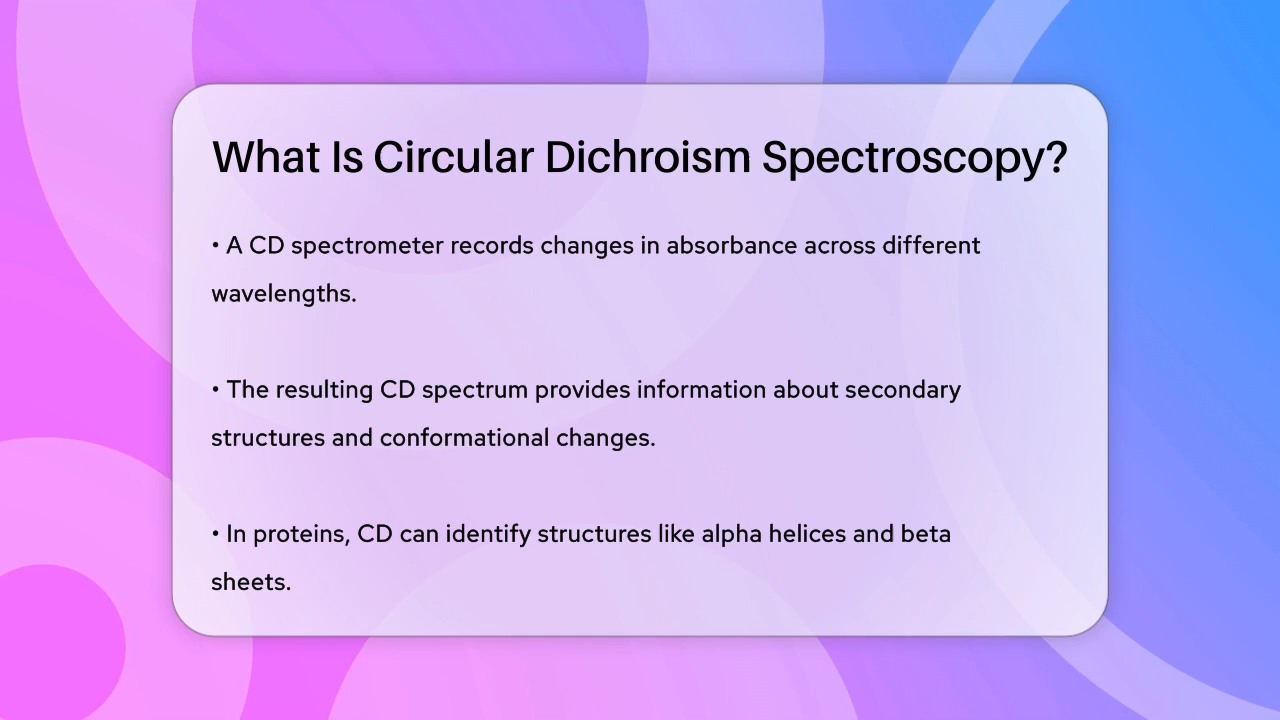 What Is Circular Dichroism Spectroscopy?
• A CD spectrometer records changes in absorbance across different
wavelengths.
• The resulting CD spectrum provides information about secondary
structures and conformational changes.
• In proteins, CD can identify structures like alpha helices and beta
sheets.